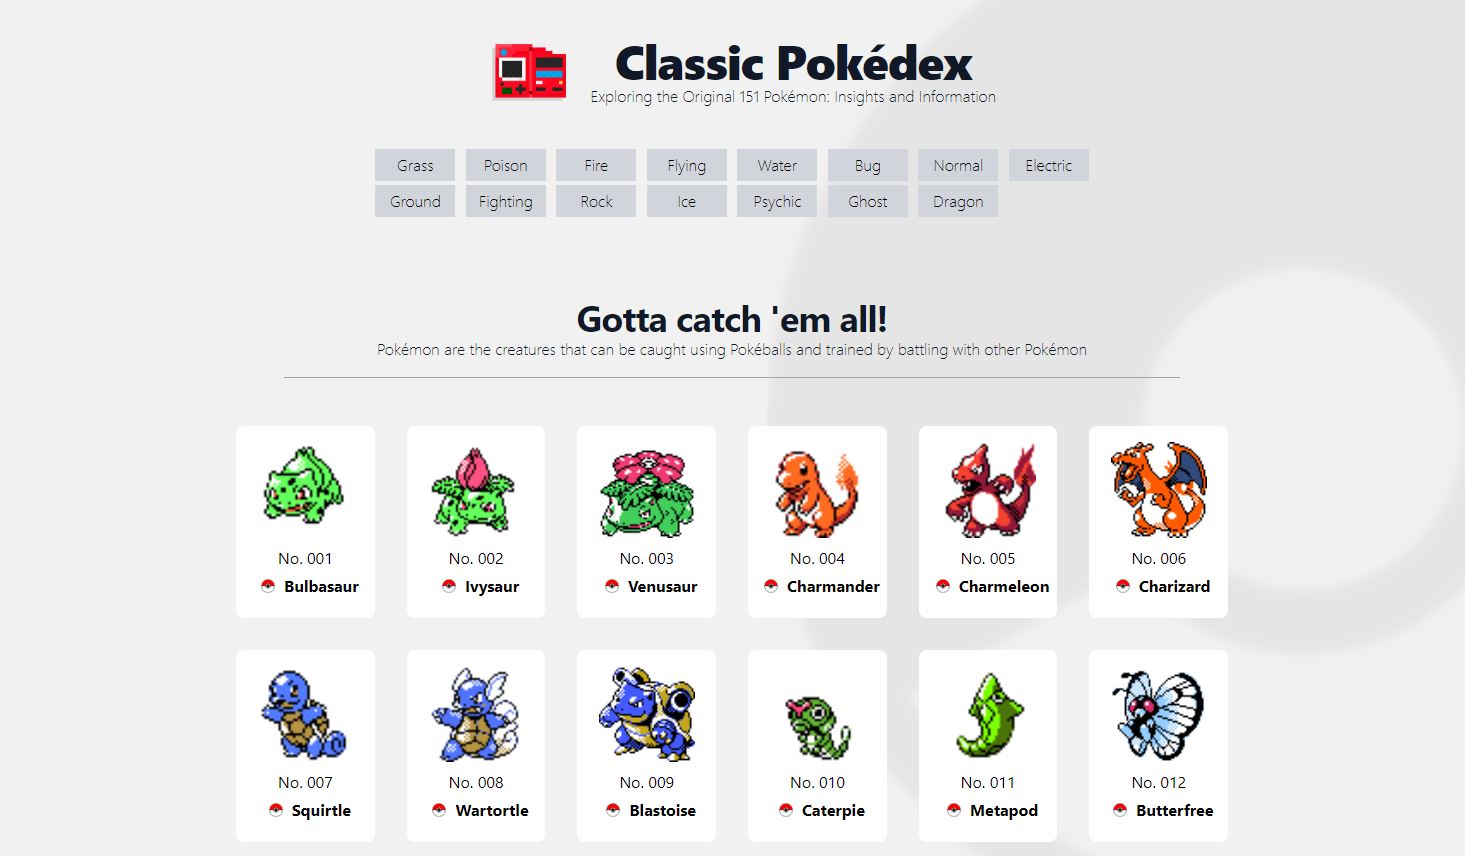 Classic Pokédex
Exploring the Original 151 Pokémon: Insights and Information
Grass Poison Fire Flying Water Bug Normal Electric
Ground Fighting Rock Ice Psychic Ghost Dragon
Gotta catch 'em all!
Pokémon are the creatures that can be caught using Pokéballs and trained by battling with other Pokémon
No. 001 No. 002 No. 003 No. 004 No. 005 No. 006
Bulbasaur Ivysaur Venusaur Charmander Charmeleon Charizard
No. 007 No. 008 No. 009 No. 010 No. 011 No. 012
Squirtle Wartortle Blastoise Caterpie Metapod Butterfree